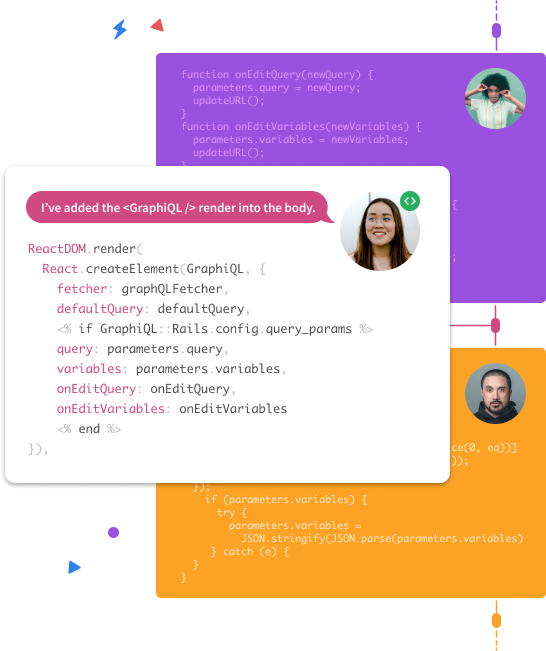 function onEditQuery(newQuery) {
parameters.query = newQuery;
updateURL();
}
function onEditVariables(newVariables) {
parameters.variables = newVariables;
updateURL();
}
{
;
I’ve added the <GraphiQL /> render into the body.
<>
ReactDOM.render(
React.createElement(GraphiQL, {
fetcher: graphQLFetcher,
defaultQuery: defaultQuery,
<% if GraphiQL::Rails.config.query_params %>
query: parameters.query,
variables: parameters.variables,
onEditQuery: onEditQuery,
onEditVariables: onEditVariables
<% end %>
}),
ce(0, eq))]
));
});
if (parameters.variables) {
try {
parameters.variables =
JSON.stringify(JSON.parse(parameters.variables)
} catch (e) {
}
}